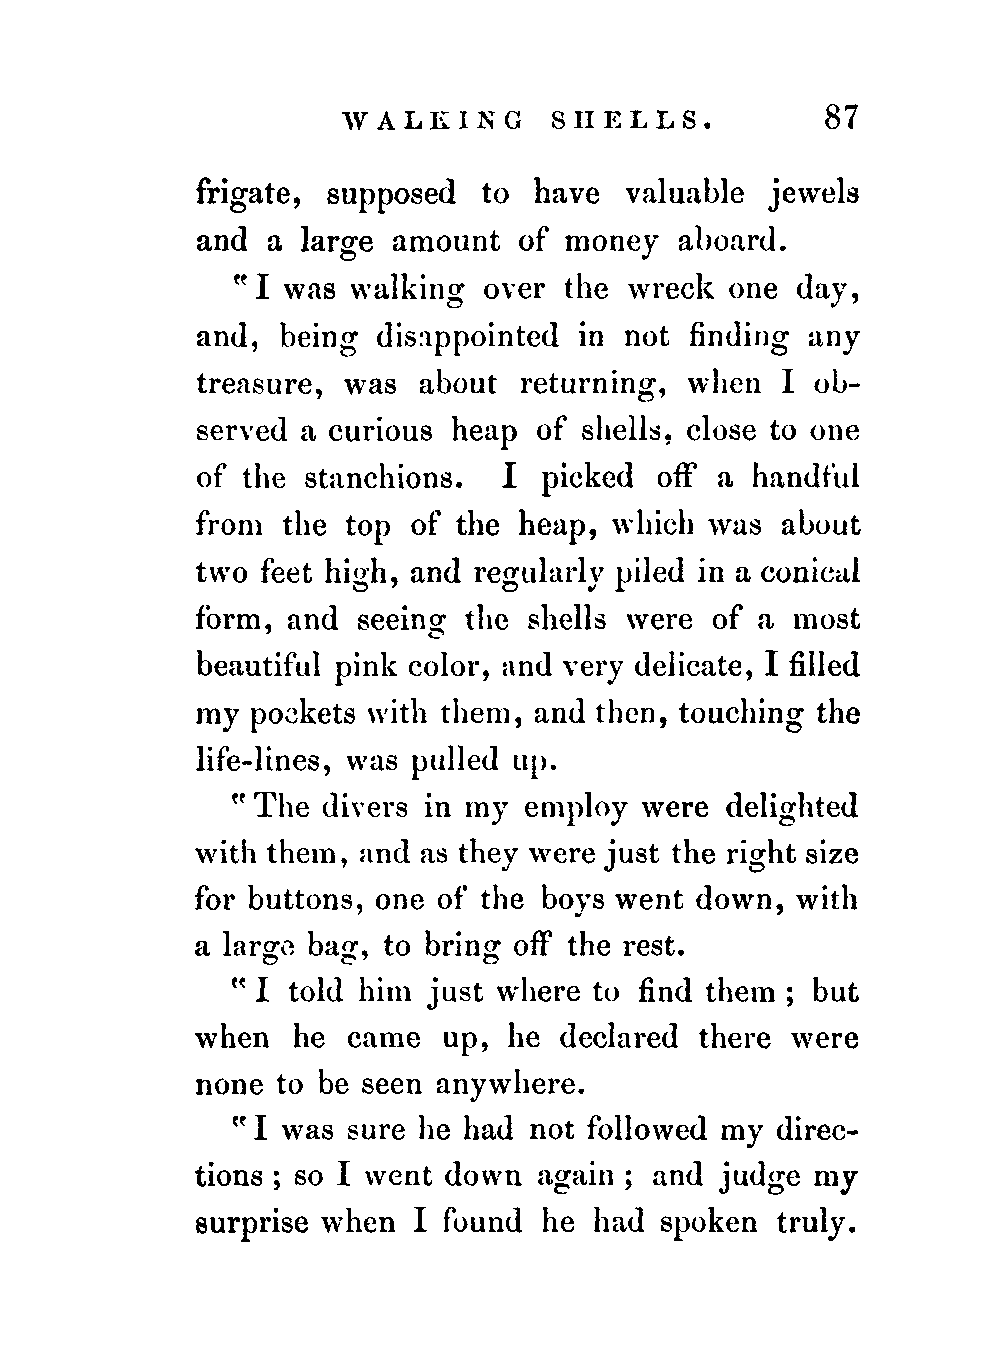 WALKING SHELLS. 87
frigate, supposed to have valuable jewels
and a large amount of money aboard.
"I was walking over the wreck one day,
and, being disappointed in not finding any
treasure, was about returning, when I ob-
served a curious heap of shells, close to one
of the stanchions. I picked off a handful
from the top of the heap, which was about
two feet high, and regularly piled in a conical
form, and seeing the shells were of a most
beautiful pink color, and very delicate, I filled
my pockets with them, and then, touching the
life-lines, was pulled up.
"The divers in my employ were delighted
with them, and as they were just the right size
for buttons, one of the boys went down, with
a large bag, to bring off the rest.
"I told him just where to find them; but
when he came up, he declared there were
none to be seen anywhere.
"I was sure he had not followed my direc-
tions; so I went down again; and judge my
surprise when I found he had spoken truly.